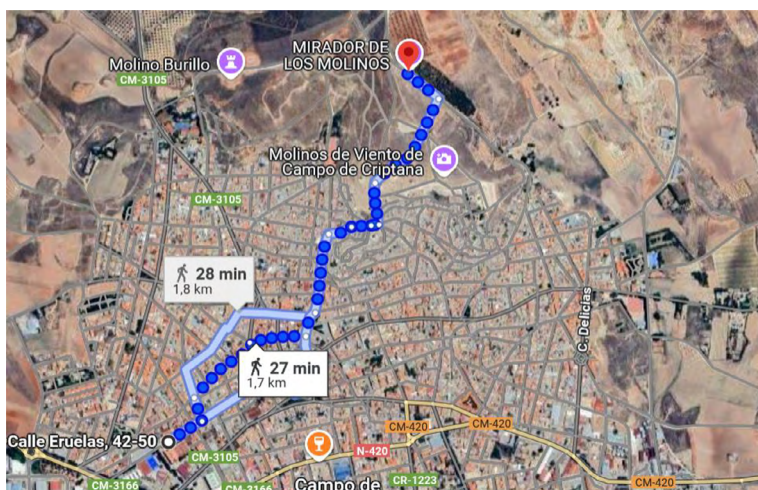 MIRADOR DE
LOS MOLINOS
Molino Burillo
CM-3105
Molinos de Viento de
Campo de Criptana
CM-3105
28 min
1,8 km
C. Delicias
27 min
1,7 km
Calle Eruelas, 42-50
CM-420
CM-420
N-420
CM-3105
CM-3166
CM-3166
Campo de
CR-1223
CM-420